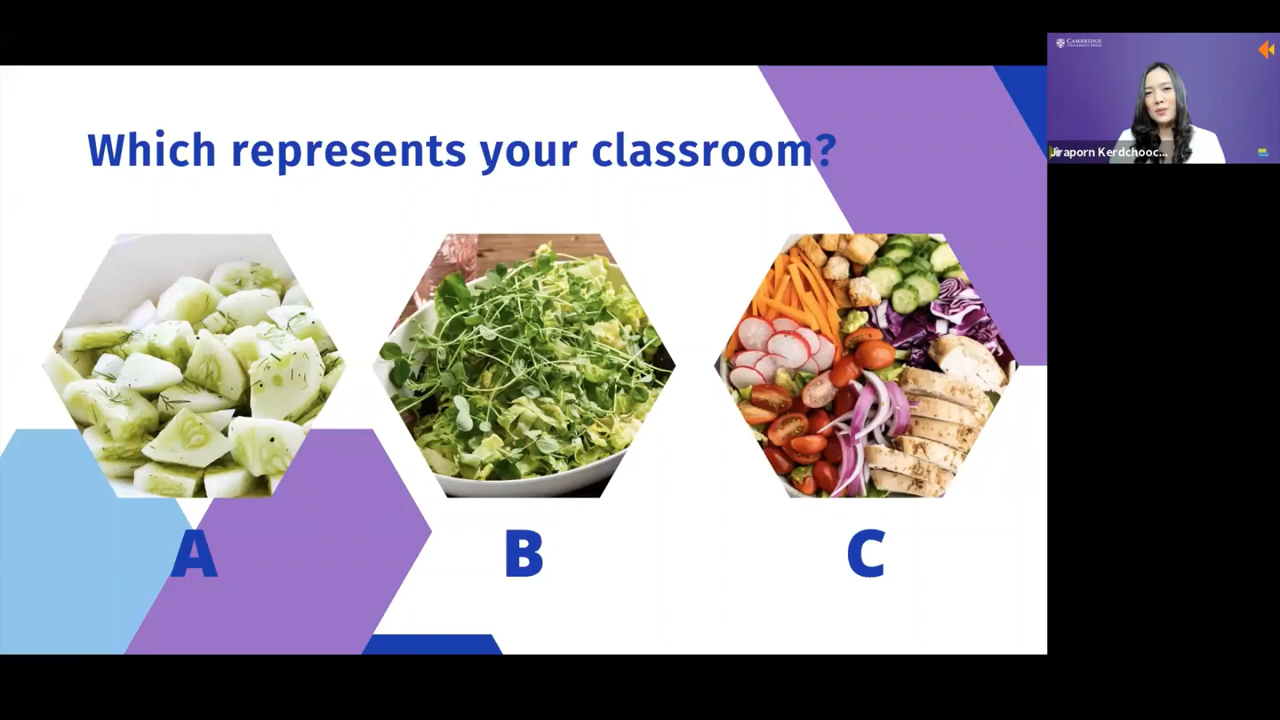 Which represents your classroom?
A
B
C
CAMBRIDGE
UNIVERSITY PRESS
Jiraporn Kerdchooc...